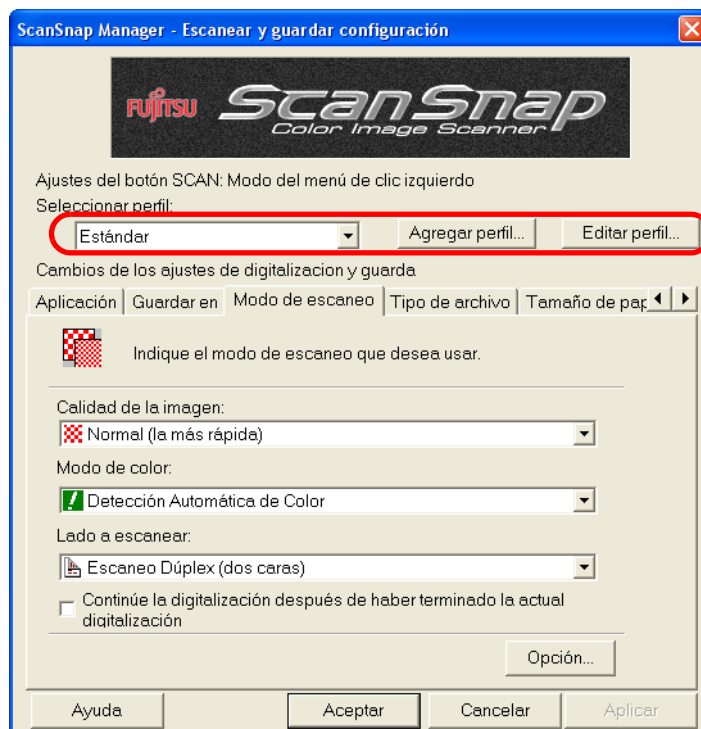 ScanSnap Manager - Escanear y guardar configuración
FUJITSU ScanSnap
Color Image Scanner
Ajustes del botón SCAN: Modo del menú de clic izquierdo
Seleccionar perfil:
Estándar Agregar perfil... Editar perfil...
Cambios de los ajustes de digitalizacion y guarda
Aplicación Guardar en Modo de escaneo Tipo de archivo Tamaño de pap
Indique el modo de escaneo que desea usar.
Calidad de la imagen:
Normal (la más rápida)
Modo de color:
Detección Automática de Color
Lado a escanear:
Escaneo Dúplex (dos caras)
Continúe la digitalización después de haber terminado la actual
digitalización
Opción...
Ayuda Aceptar Cancelar Aplicar